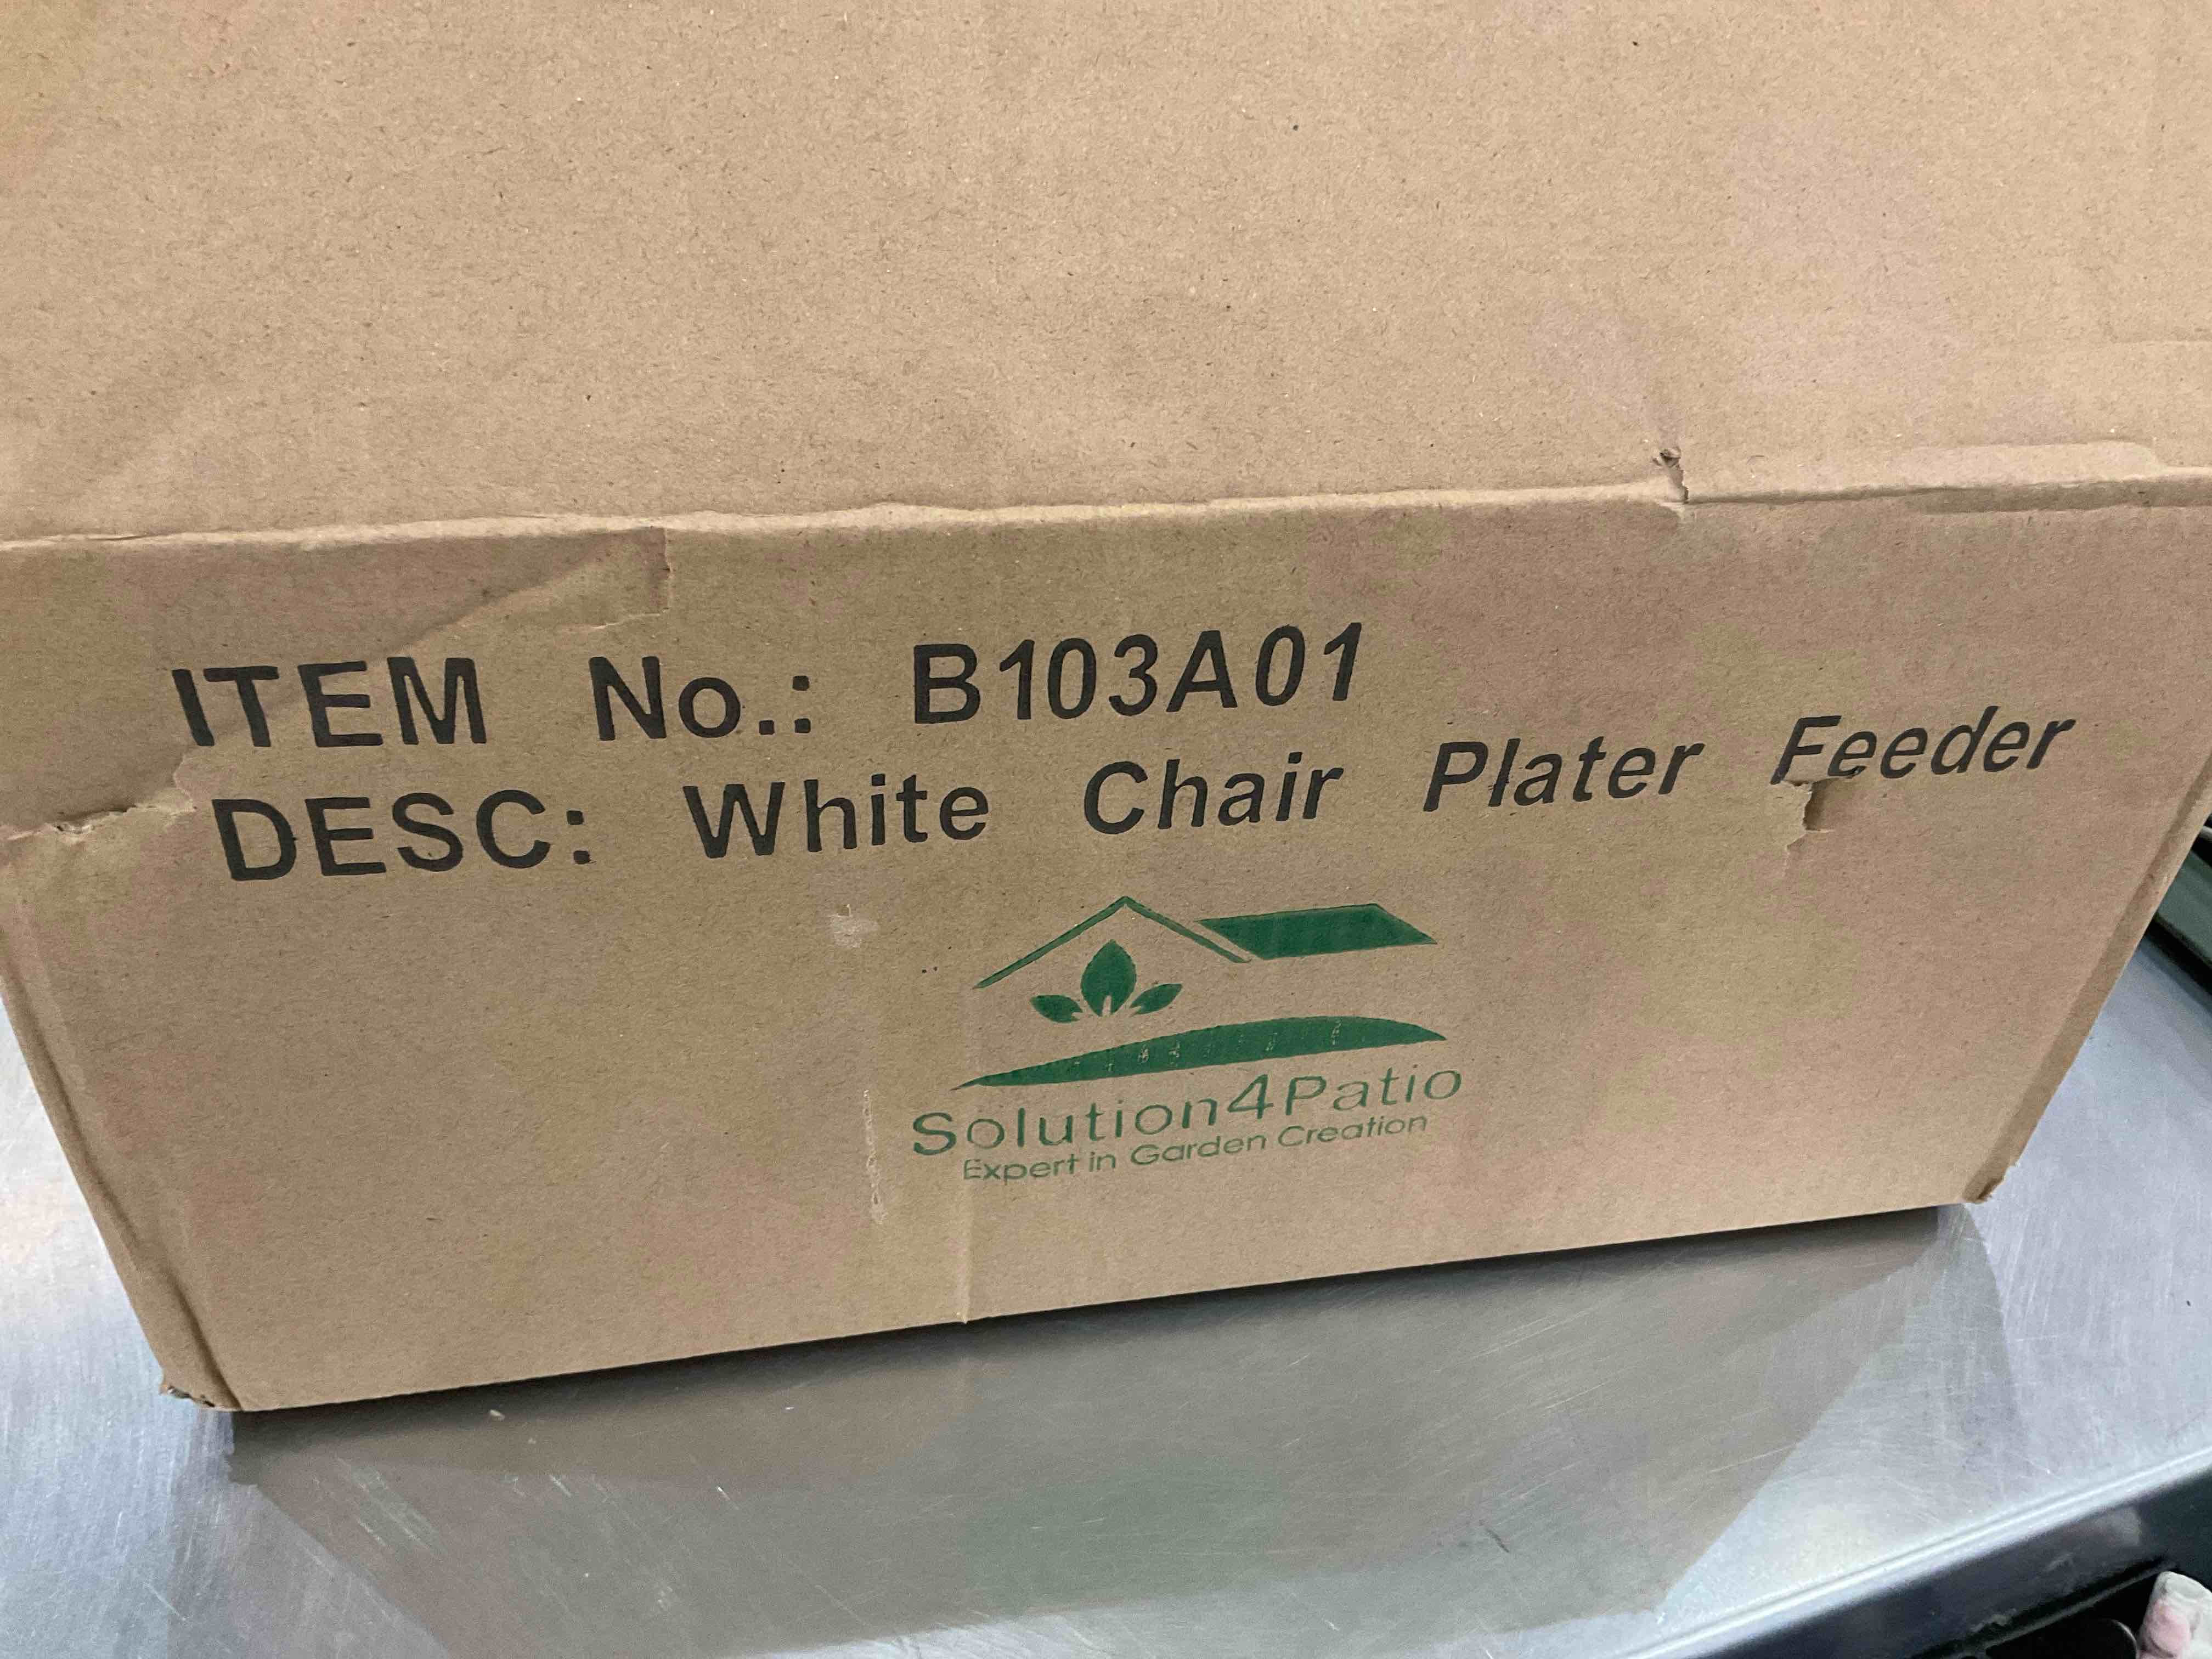 ITEM No.: B103A01
DESC: White Chair Plater Feeder
Solution4Patio
Expert in Garden Creation